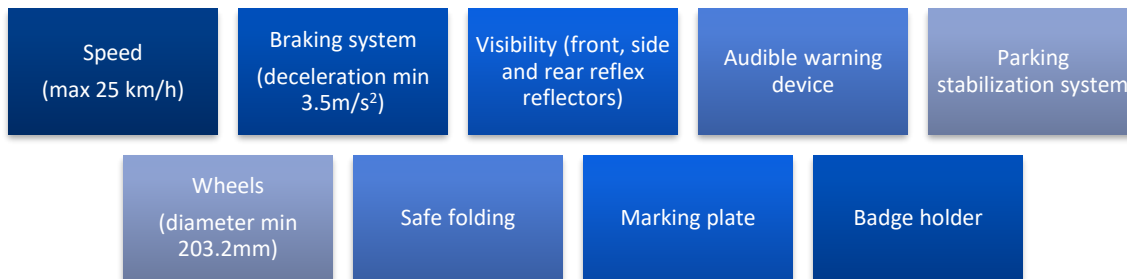 Speed
(max 25 km/h)
Braking system
(deceleration min
3.5m/s²)
Visibility (front, side
and rear reflex
reflectors)
Audible warning
device
Parking
stabilization system
Wheels
(diameter min
203.2mm)
Safe folding
Marking plate
Badge holder